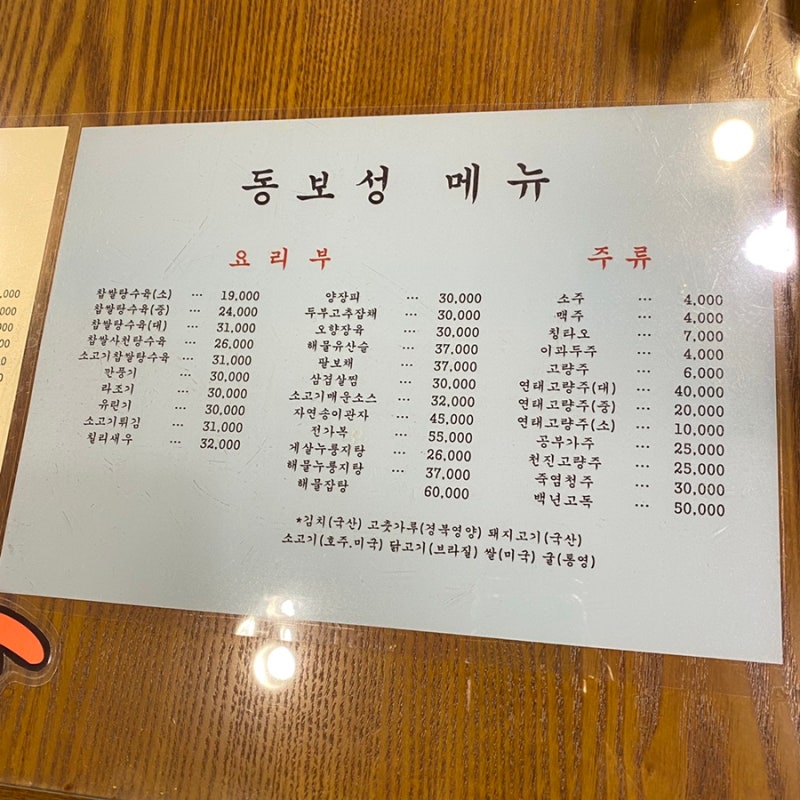 동보성 메뉴
요리부
찹쌀탕수육(소) ... 19,000
찹쌀탕수육(중) ... 24,000
찹쌀탕수육(대) ... 31,000
찹쌀사천탕수육 ... 26,000
소고기찹쌀탕수육 ... 31,000
깐풍기 ... 30,000
라조기 ... 30,000
유린기 ... 30,000
소고기튀김 ... 31,000
칠리새우 ... 32,000
양장피 ... 30,000
두부고추잡채 ... 30,000
오향장육 ... 30,000
해물유산슬 ... 37,000
팔보채 ... 37,000
삼겹살찜 ... 30,000
소고기매운소스 ... 32,000
자연송이관자 ... 45,000
전가복 ... 55,000
게살누룽지탕 ... 26,000
해물누룽지탕 ... 37,000
해물잡탕 60,000
주류
소주 ... 4,000
맥주 ... 4,000
칭타오 ... 7,000
이과두주 ... 4,000
고량주 ... 6,000
연태고량주(대) ... 40,000
연태고량주(중) ... 20,000
연태고량주(소) ... 10,000
공부가주 ... 25,000
천진고량주 ... 25,000
죽엽청주 ... 30,000
백년고독 ... 50,000
*김치(국산) 고춧가루(경북영양) 돼지고기(국산)
소고기(호주.미국) 닭고기(브라질) 쌀(미국) 굴(통영)